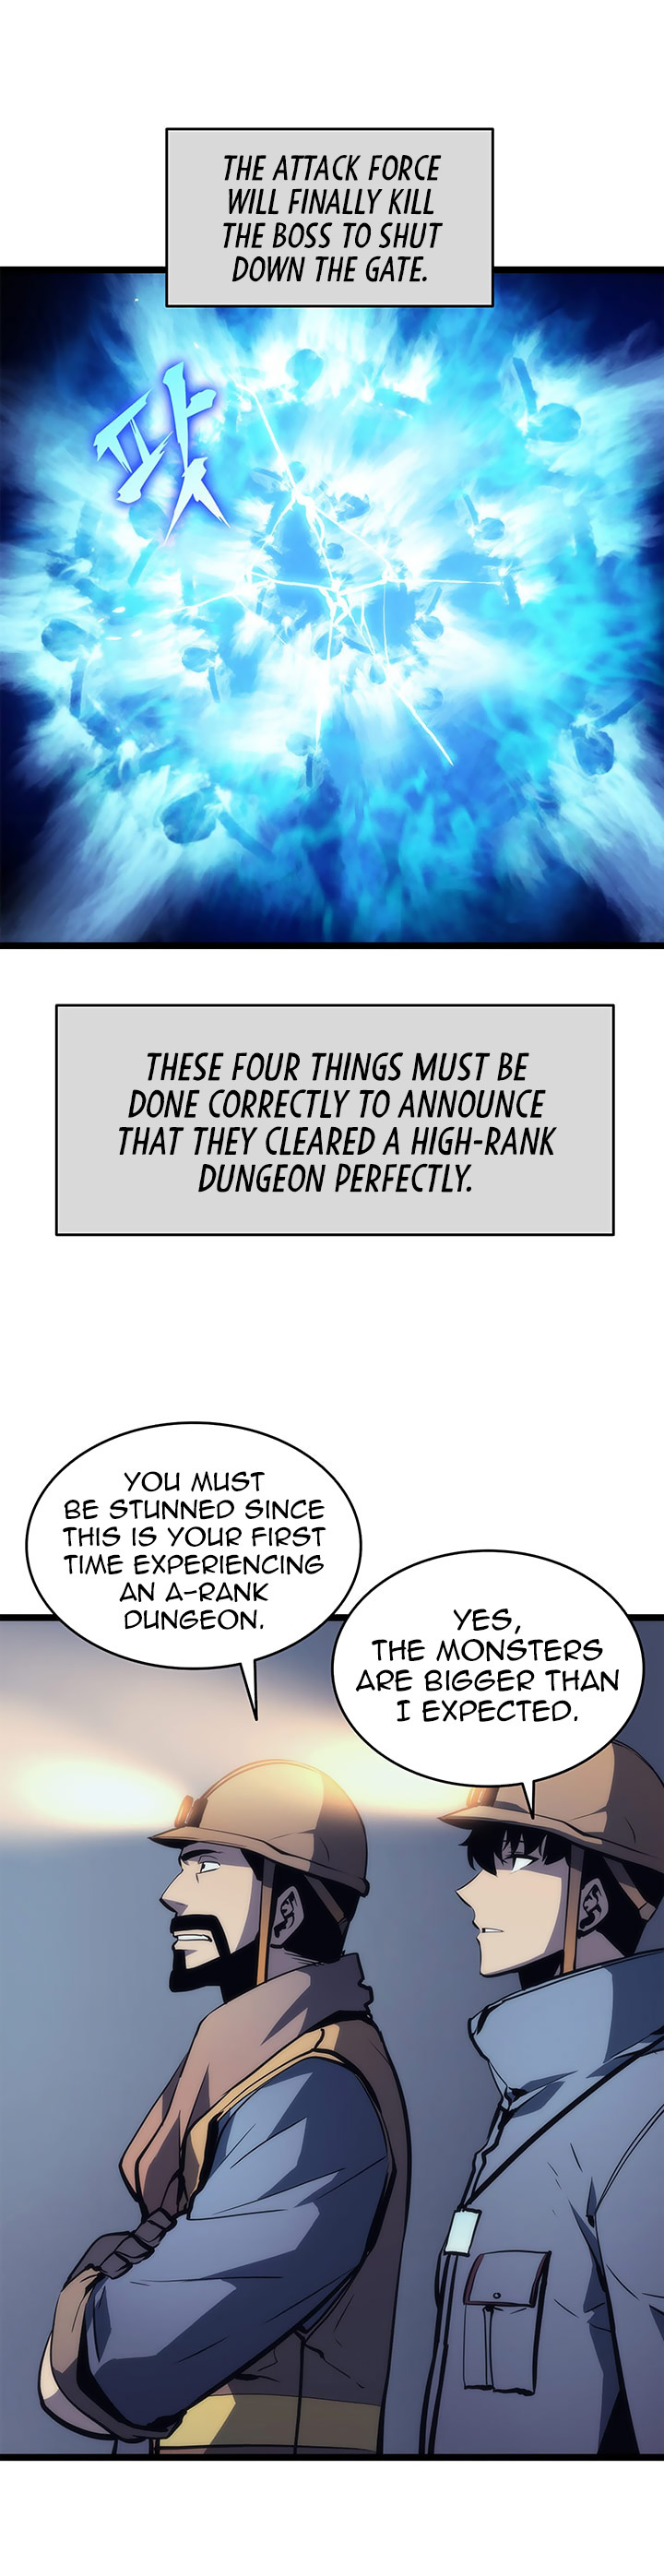 THE ATTACK FORCE
WILL FINALLY KILL
THE BOSS TO SHUT
DOWN THE GATE.
팟
THESE FOUR THINGS MUST BE
DONE CORRECTLY TO ANNOUNCE
THAT THEY CLEARED A HIGH-RANK
DUNGEON PERFECTLY.
YOU MUST
BE STUNNED SINCE
THIS IS YOUR FIRST
TIME EXPERIENCING
AN A-RANK
DUNGEON.
YES,
THE MONSTERS
ARE BIGGER THAN
I EXPECTED.